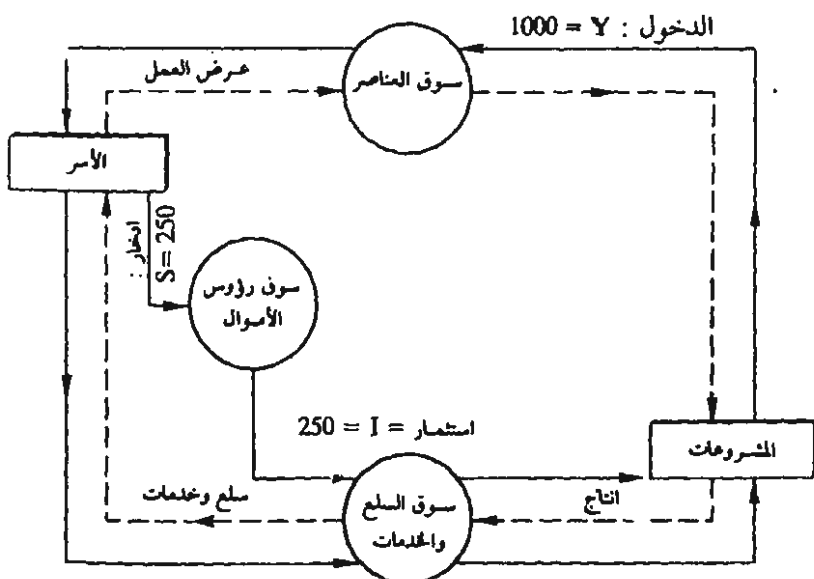 الدخول : Y = 1000
سوق العناصر
عرض العمل
الأسر
ادخار :
S= 250
سوق رؤوس
الأموال
استثمار = I = 250
المشروعات
سلع وخدمات
سوق السلع
والخدمات
انتاج